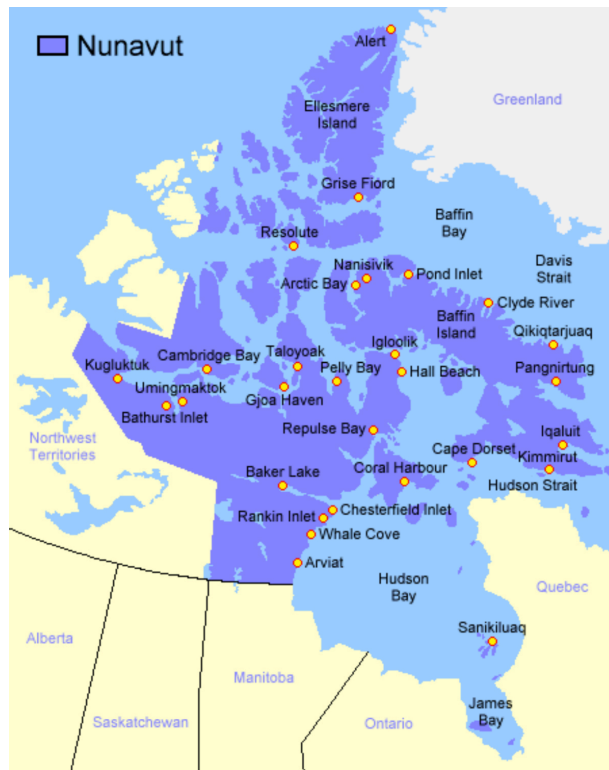 Nunavut
Alert
Greenland
Ellesmere
Island
Grise Fiord
Baffin
Bay
Resolute
Davis
Strait
Nanisivik
Pond Inlet
Arctic Bay
Clyde River
Baffin
Island
Qikiqtarjuaq
Igloolik
Cambridge Bay
Taloyoak
Kugluktuk
Pelly Bay
Hall Beach
Pangnirtung
Umingmaktok
Gjoa Haven
Bathurst Inlet
Repulse Bay
Northwest
Territories
Iqaluit
Cape Dorset
Kimmirut
Baker Lake
Coral Harbour
Hudson Strait
Chesterfield Inlet
Rankin Inlet
Whale Cove
Arviat
Hudson
Bay
Quebec
Sanikiluaq
Alberta
Manitoba
James
Bay
Saskatchewan
Ontario